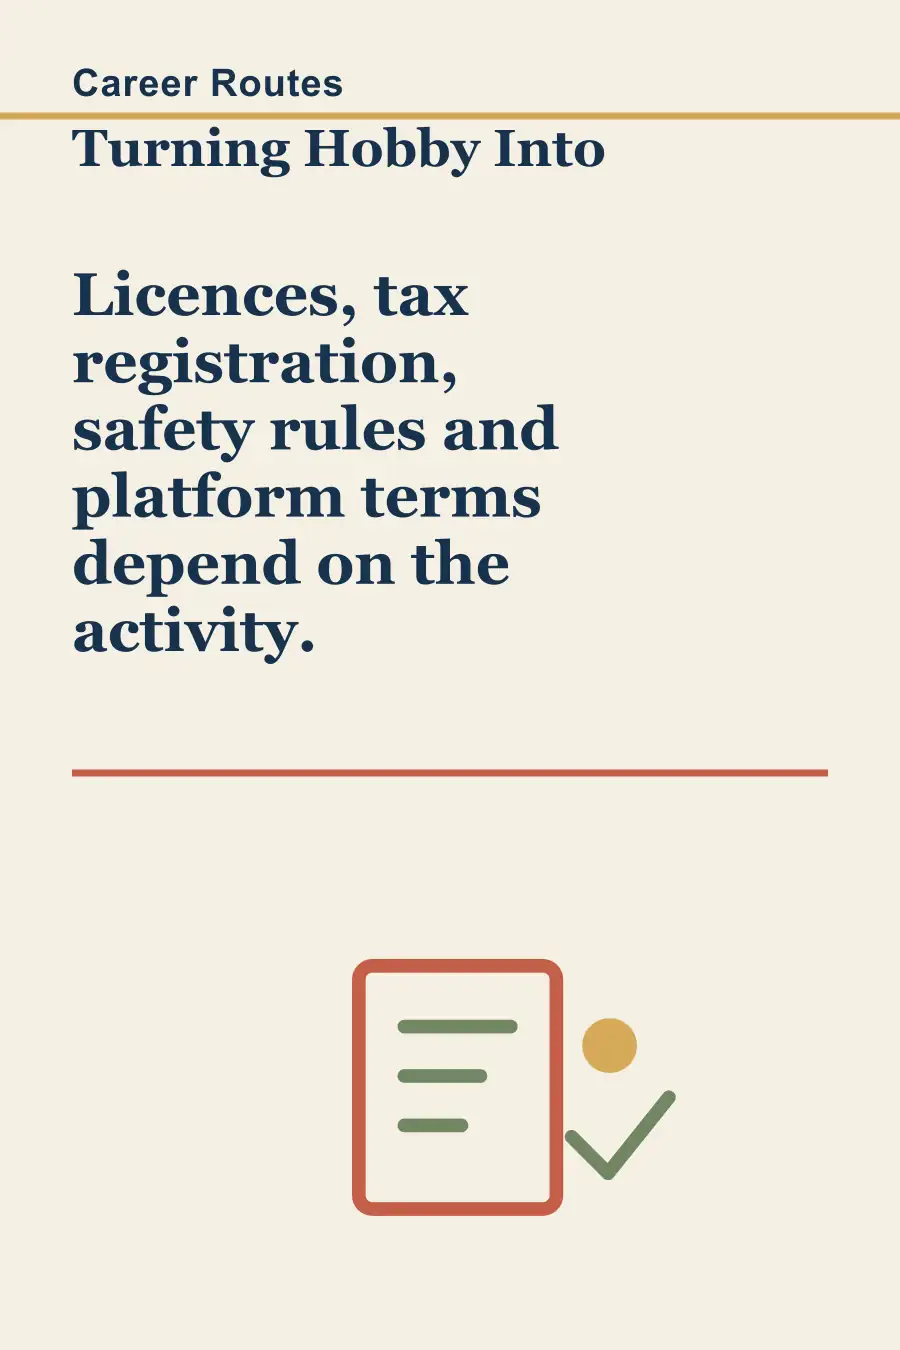 Career Routes
Turning Hobby Into
Licences, tax
registration,
safety rules and
platform terms
depend on the
activity.